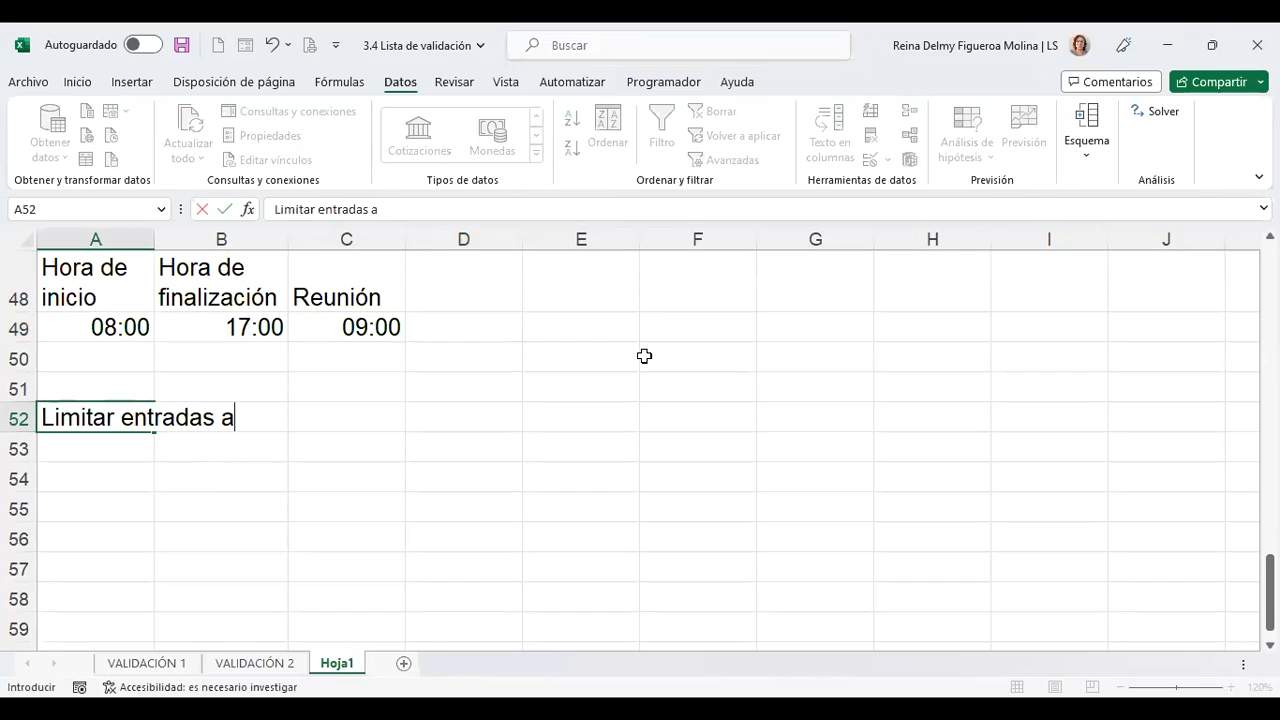 Autoguardado
3.4 Lista de validación
Buscar
Reina Delmy Figueroa Molina | LS
Archivo Inicio Insertar Disposición de página Fórmulas Datos Revisar Vista Automatizar Programador Ayuda
Comentarios
Compartir
Obtener datos
Actualizar todo
Consultas y conexiones
Propiedades
Editar vínculos
Cotizaciones
Monedas
Ordenar
Filtro
Borrar
Volver a aplicar
Avanzadas
Texto en columnas
Análisis de hipótesis
Previsión
Esquema
Solver
Obtener y transformar datos
Consultas y conexiones
Tipos de datos
Ordenar y filtrar
Herramientas de datos
Previsión
Análisis
A52
fx
Limitar entradas a
A B C D E F G H I J
48 Hora de inicio Hora de finalización Reunión
49 08:00 17:00 09:00
50
51
52 Limitar entradas a
53
54
55
56
57
58
59
VALIDACIÓN 1 VALIDACIÓN 2 Hoja1
Introducir
Accesibilidad: es necesario investigar
120%